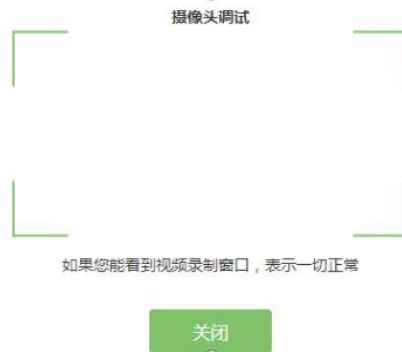 摄像头调试
如果您能看到视频录制窗口，表示一切正常
关闭